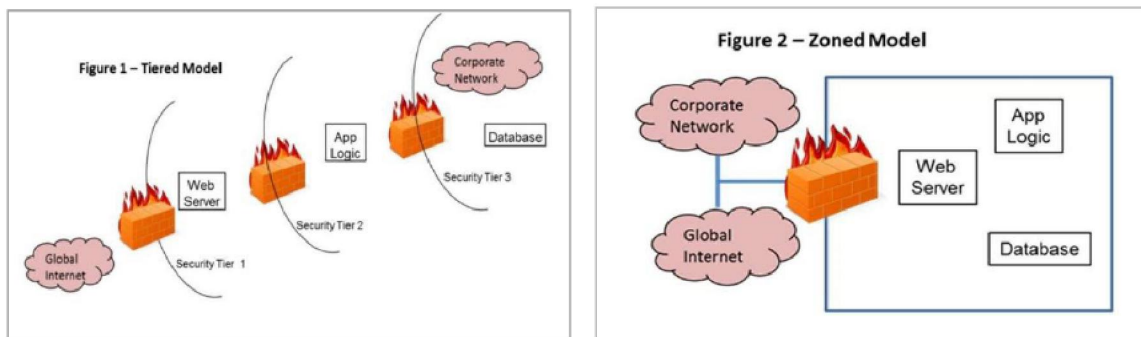 Figure 1 – Tiered Model
Corporate
Network
App
Logic
Database
Security Tier 3
Web
Server
Security Tier 2
Global
Internet
Security Tier 1
Figure 2 – Zoned Model
Corporate
Network
App
Logic
Web
Server
Global
Internet
Database